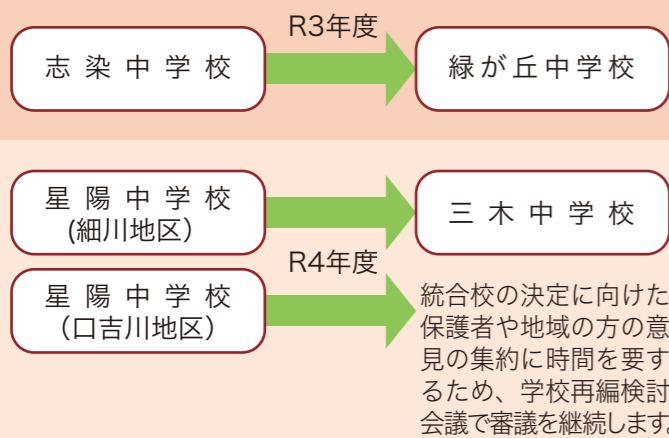 R3年度
志染中学校
緑が丘中学校
星陽中学校
(細川地区)
三木中学校
R4年度
星陽中学校
(口吉川地区)
統合校の決定に向けた
保護者や地域の方の意
見の集約に時間を要す
るため、学校再編検討
会議で審議を継続します。